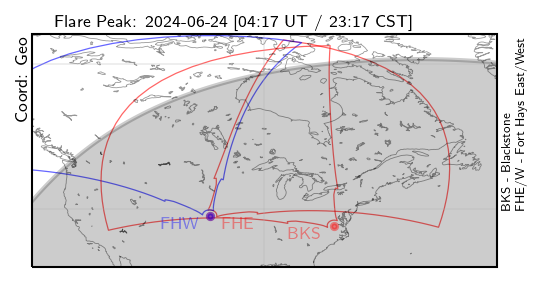 Flare Peak: 2024-06-24 [04:17 UT / 23:17 CST]
Coord: Geo
FHW
FHE
BKS
BKS - Blackstone
FHE/W - Fort Hays East/West